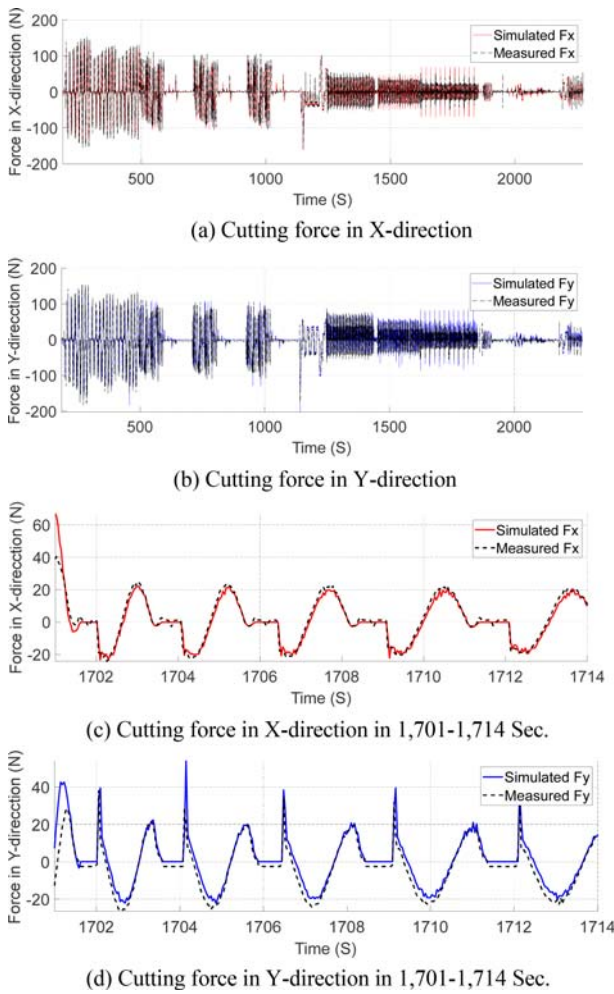 200
Simulated Fx
Measured Fx
100
0
-100
-200
Force in X-direcction (N)
500
1000
1500
2000
Time (S)
(a) Cutting force in X-direction
200
Simulated Fy
Measured Fy
100
0
-100
-200
Force in Y-direcction (N)
500
1000
1500
2000
Time (S)
(b) Cutting force in Y-direction
60
Simulated Fx
Measured Fx
40
20
0
-20
Force in X-direcction (N)
1702
1704
1706
1708
1710
1712
1714
Time (S)
(c) Cutting force in X-direction in 1,701-1,714 Sec.
Simulated Fy
Measured Fy
40
20
0
-20
Force in Y-direcction (N)
1702
1704
1706
1708
1710
1712
1714
Time (S)
(d) Cutting force in Y-direction in 1,701-1,714 Sec.